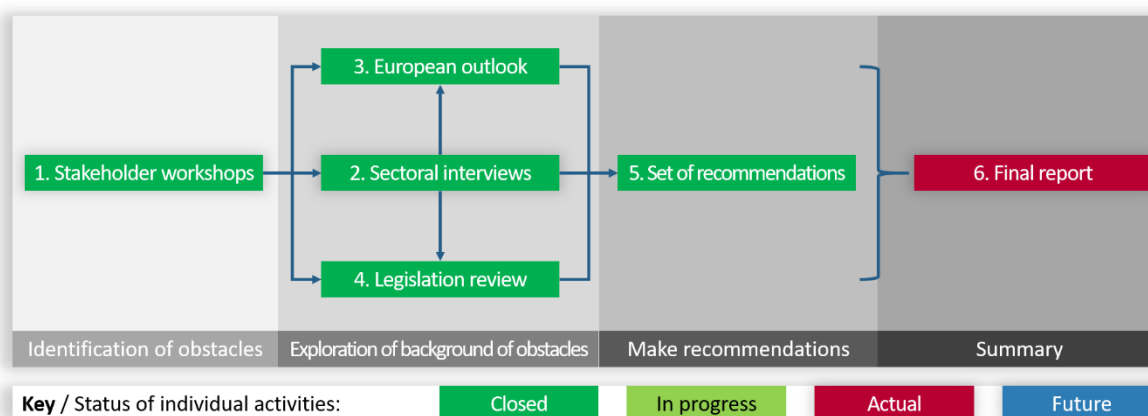 3. European outlook
1. Stakeholder workshops
2. Sectoral interviews
5. Set of recommendations
6. Final report
4. Legislation review
Identification of obstacles
Exploration of background of obstacles
Make recommendations
Summary
Key / Status of individual activities:
Closed
In progress
Actual
Future